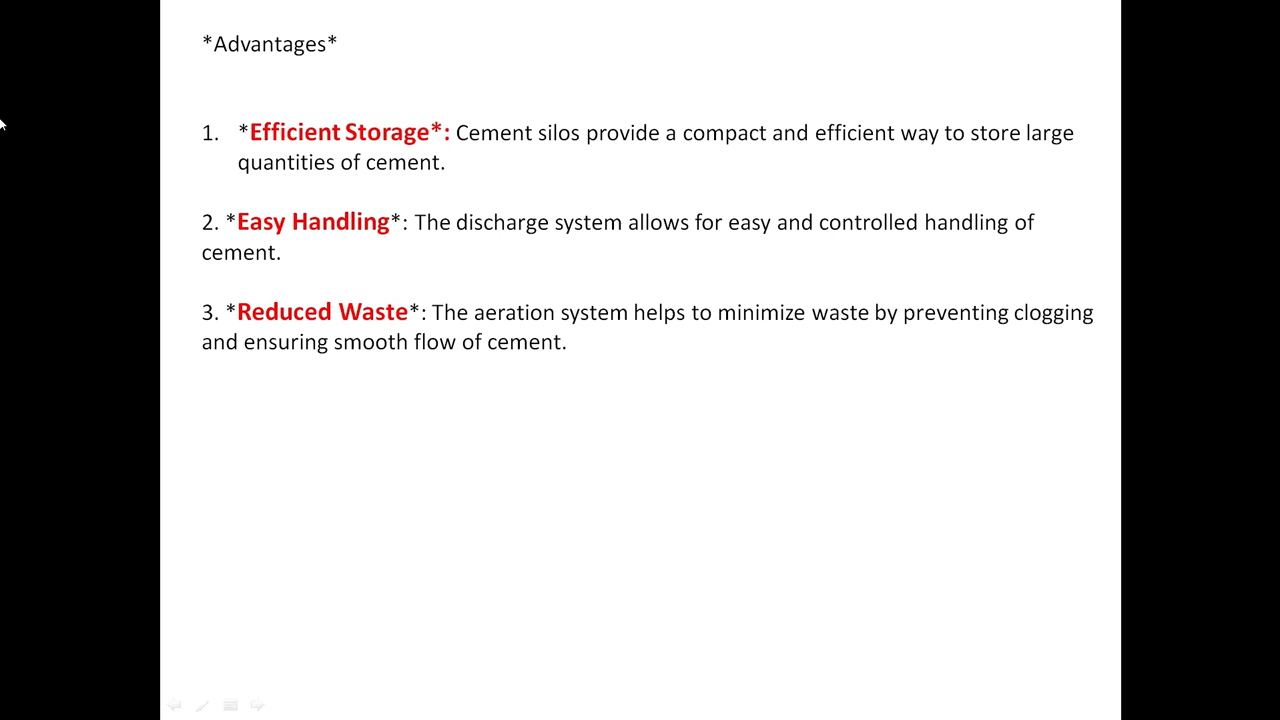 *Advantages*
1. *Efficient Storage*: Cement silos provide a compact and efficient way to store large
quantities of cement.
2. *Easy Handling*: The discharge system allows for easy and controlled handling of
cement.
3. *Reduced Waste*: The aeration system helps to minimize waste by preventing clogging
and ensuring smooth flow of cement.